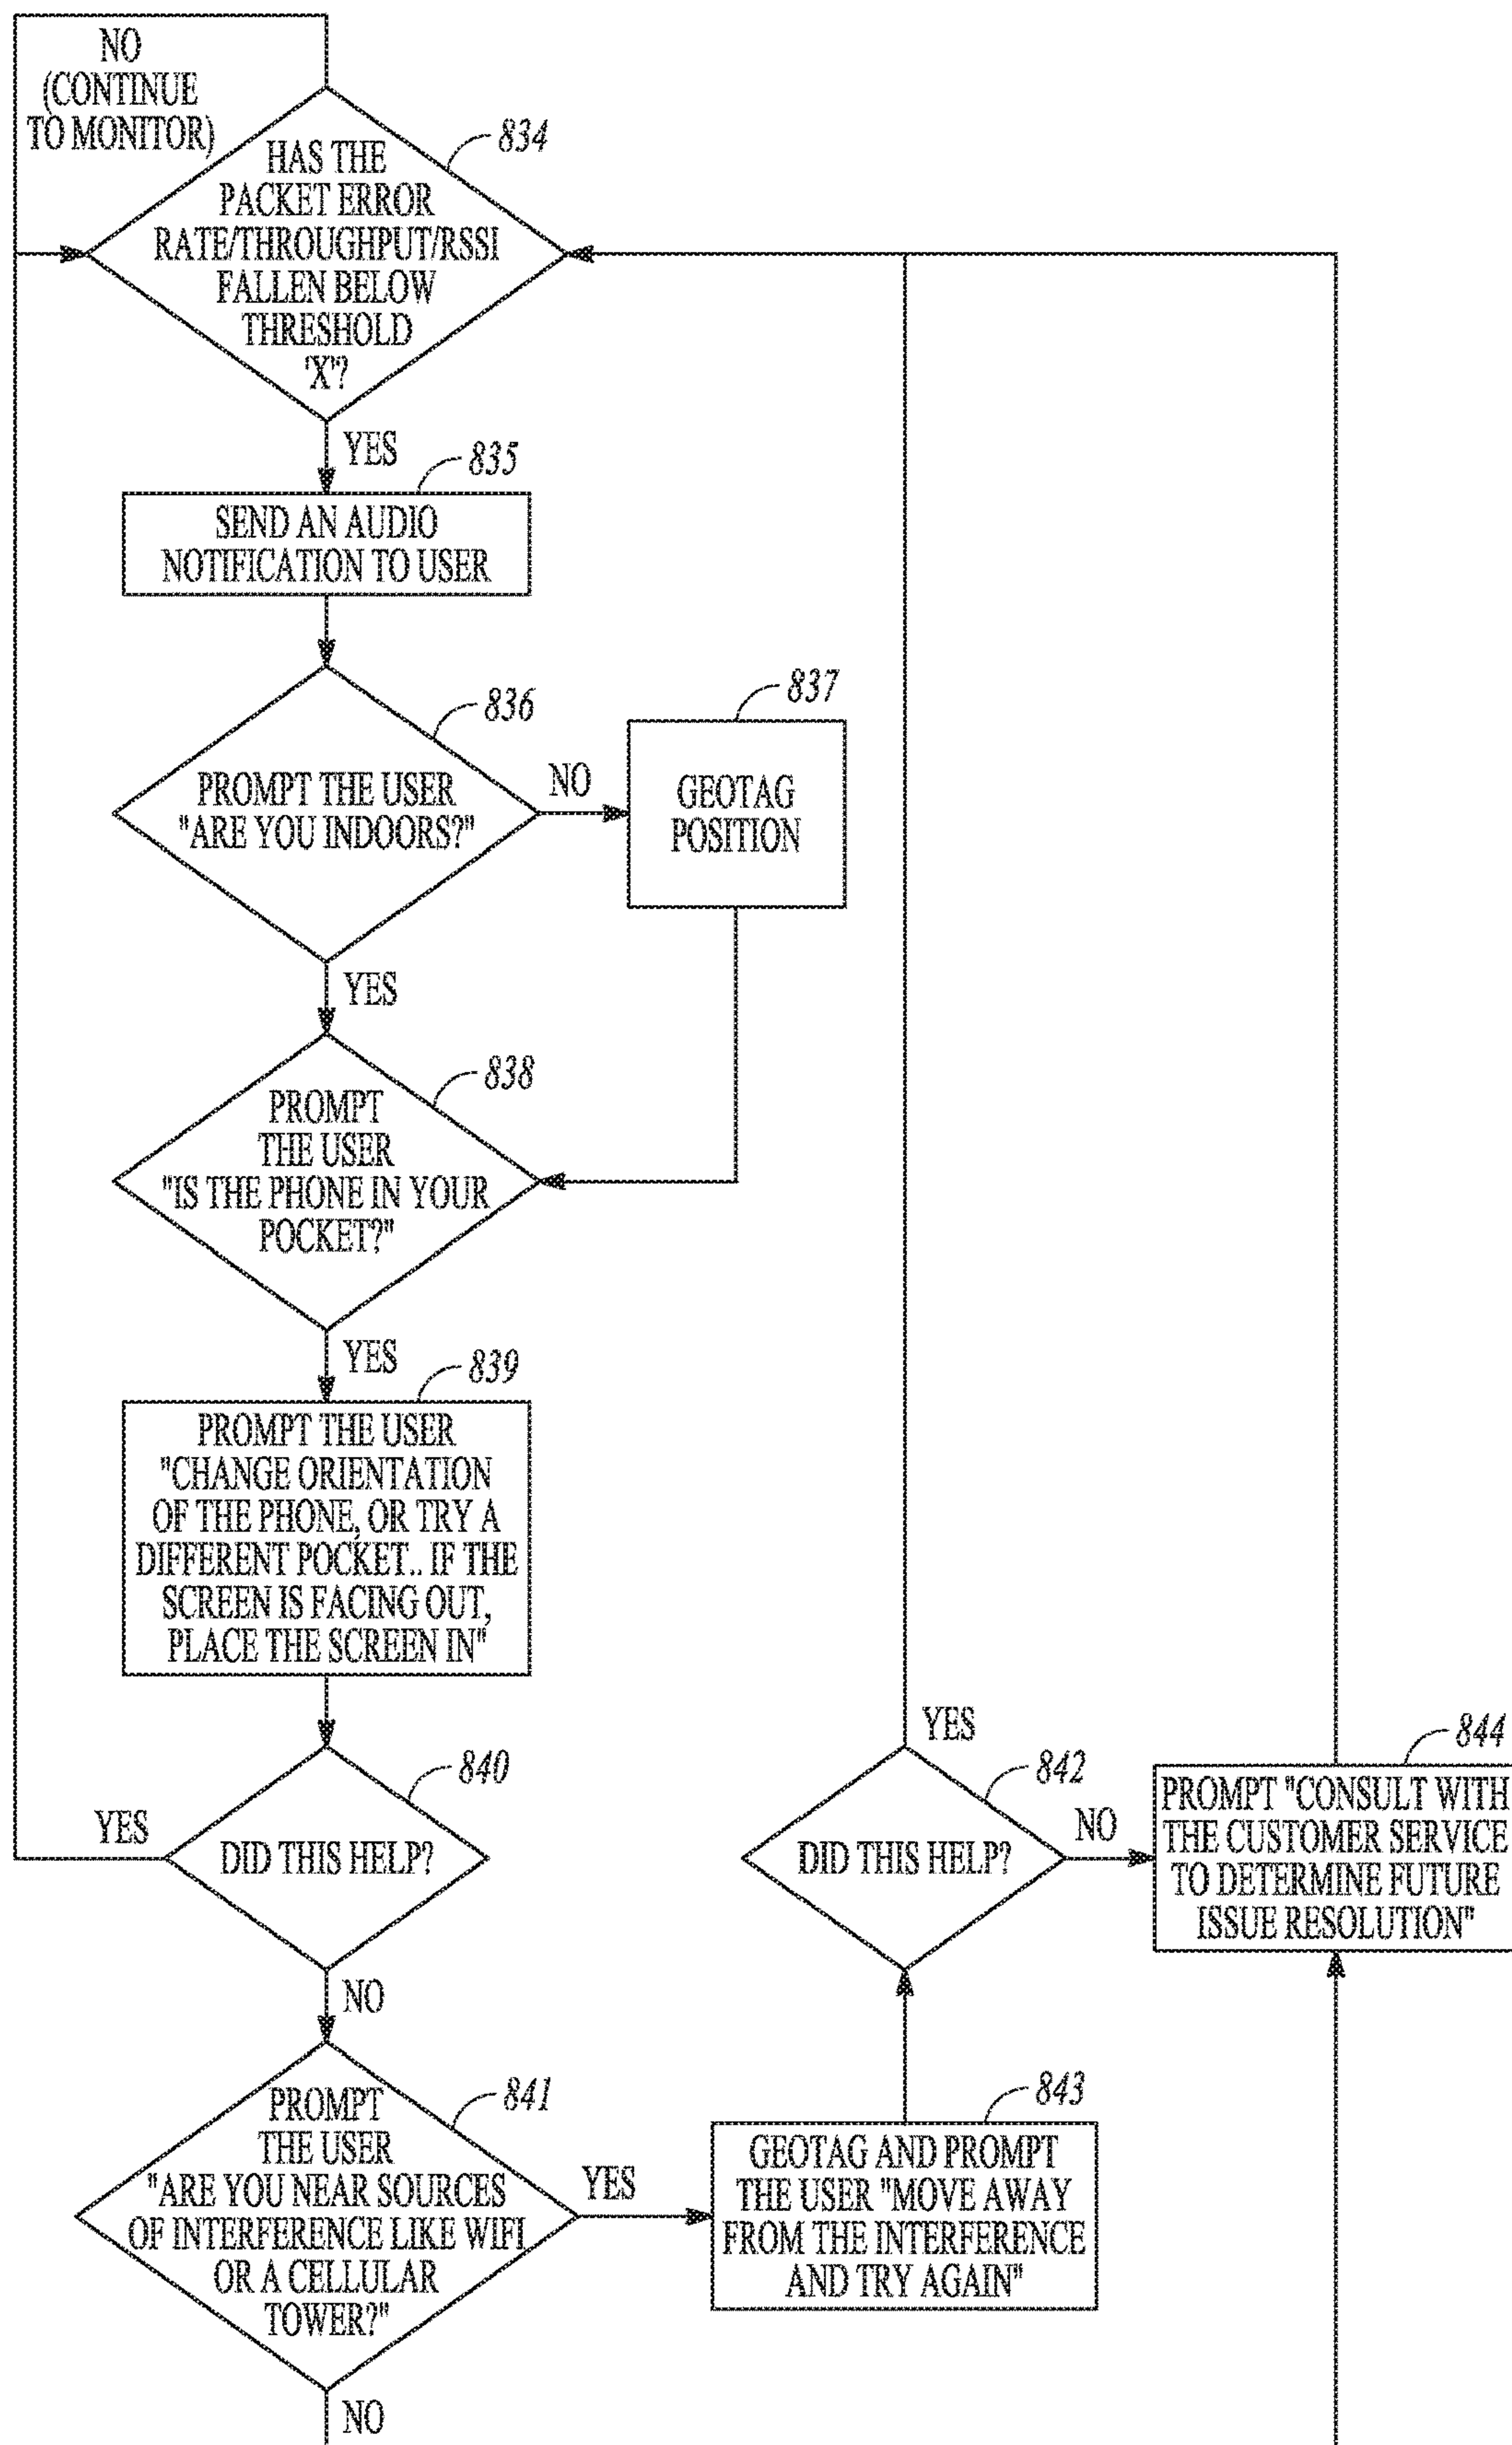 NO
(CONTINUE
TO MONITOR)
834
HAS THE
PACKET ERROR
RATE/THROUGHPUT/RSSI
FALLEN BELOW
THRESHOLD
'X'?
YES
835
SEND AN AUDIO
NOTIFICATION TO USER
836
PROMPT THE USER
"ARE YOU INDOORS?"
NO
837
GEOTAG
POSITION
YES
838
PROMPT
THE USER
"IS THE PHONE IN YOUR
POCKET?"
YES
839
PROMPT THE USER
"CHANGE ORIENTATION
OF THE PHONE, OR TRY A
DIFFERENT POCKET.. IF THE
SCREEN IS FACING OUT,
PLACE THE SCREEN IN"
840
YES
DID THIS HELP?
NO
841
PROMPT
THE USER
"ARE YOU NEAR SOURCES
OF INTERFERENCE LIKE WIFI
OR A CELLULAR
TOWER?"
YES
NO
843
GEOTAG AND PROMPT
THE USER "MOVE AWAY
FROM THE INTERFERENCE
AND TRY AGAIN"
YES
842
DID THIS HELP?
NO
844
PROMPT "CONSULT WITH
THE CUSTOMER SERVICE
TO DETERMINE FUTURE
ISSUE RESOLUTION"